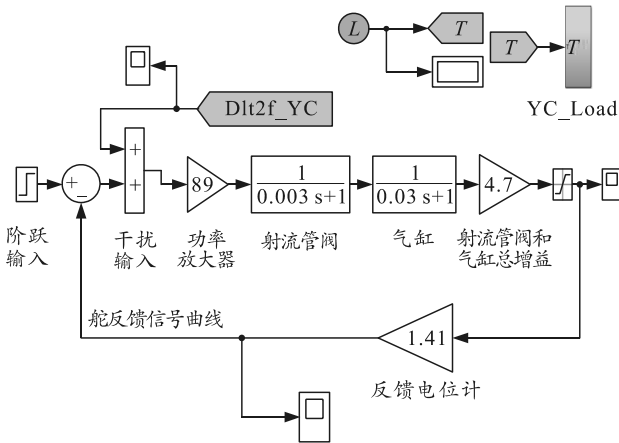 L
T
T
T
YC_Load
Dlt2f_YC
+
+
+
−
89
1
0.003 s+1
1
0.03 s+1
4.7
阶跃
输入
干扰
输入
功率
放大器
射流管阀
气缸
射流管阀和
气缸总增益
舵反馈信号曲线
1.41
反馈电位计